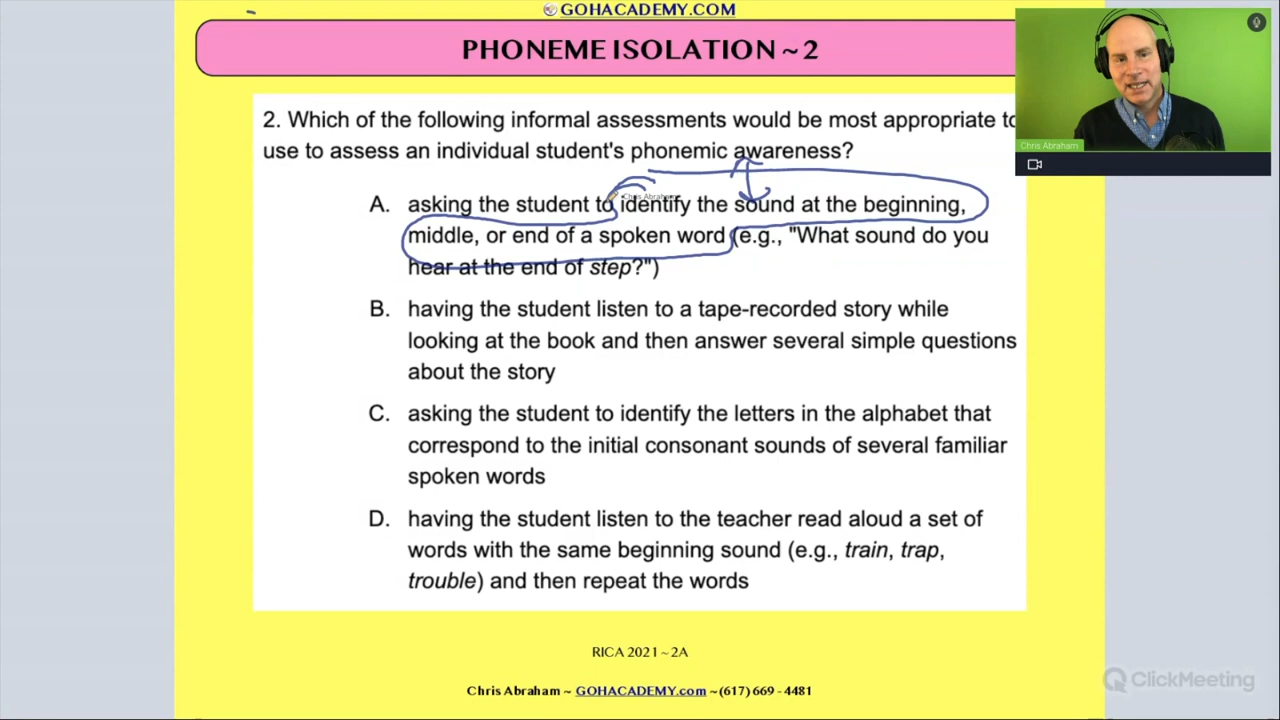 GOHACADEMY.COM
PHONEME ISOLATION ~ 2
2. Which of the following informal assessments would be most appropriate to
use to assess an individual student's phonemic awareness?
A. asking the student to identify the sound at the beginning,
middle, or end of a spoken word (e.g., "What sound do you
hear at the end of step?")
B. having the student listen to a tape-recorded story while
looking at the book and then answer several simple questions
about the story
C. asking the student to identify the letters in the alphabet that
correspond to the initial consonant sounds of several familiar
spoken words
D. having the student listen to the teacher read aloud a set of
words with the same beginning sound (e.g., train, trap,
trouble) and then repeat the words
RICA 2021 ~ 2A
Chris Abraham ~ GOHACADEMY.com ~(617) 669 - 4481
Chris Abraham
Chris Abraham
ClickMeeting